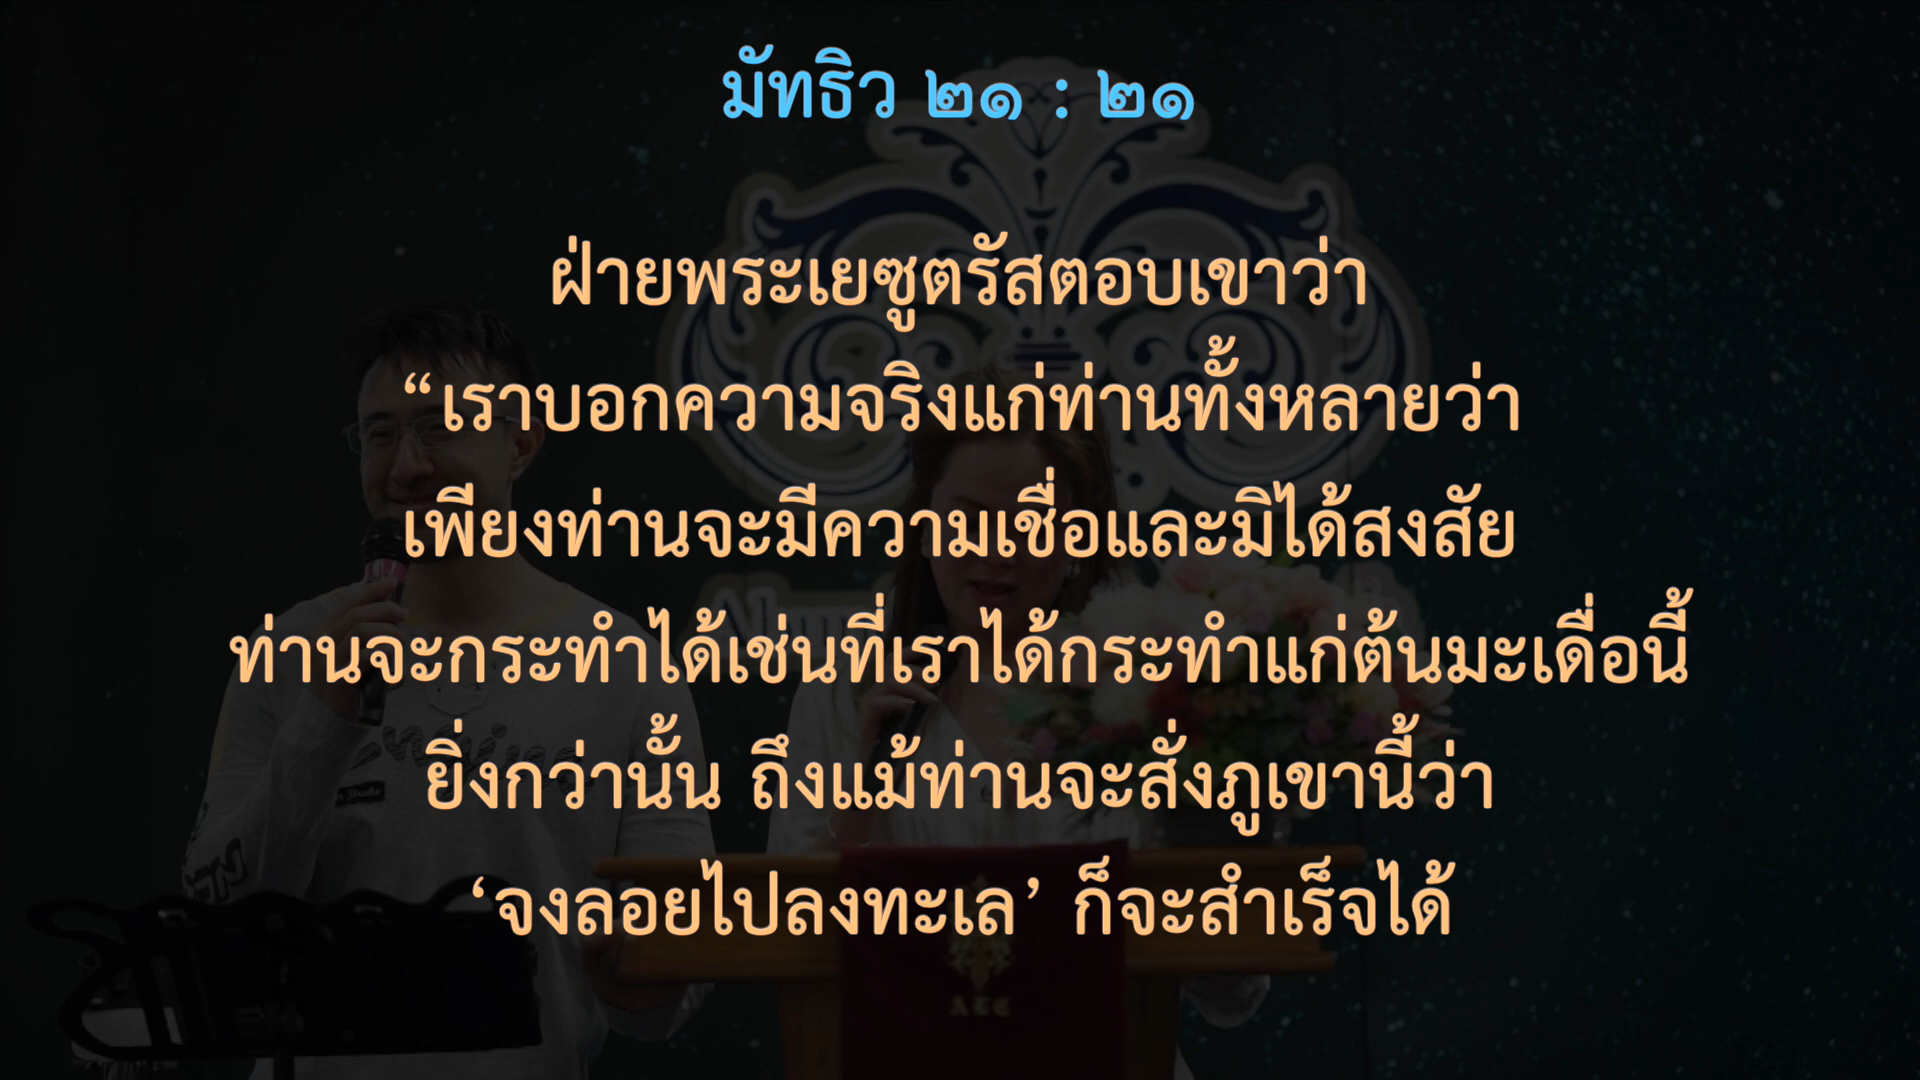 มัทธิว ๒๑ : ๒๑
ฝ่ายพระเยซูตรัสตอบเขาว่า
“เราบอกความจริงแก่ท่านทั้งหลายว่า
เพียงท่านจะมีความเชื่อและมิได้สงสัย
ท่านจะกระทำได้เช่นที่เราได้กระทำแก่ต้นมะเดื่อนี้
ยิ่งกว่านั้น ถึงแม้ท่านจะสั่งภูเขานี้ว่า
‘จงลอยไปลงทะเล’ ก็จะสำเร็จได้